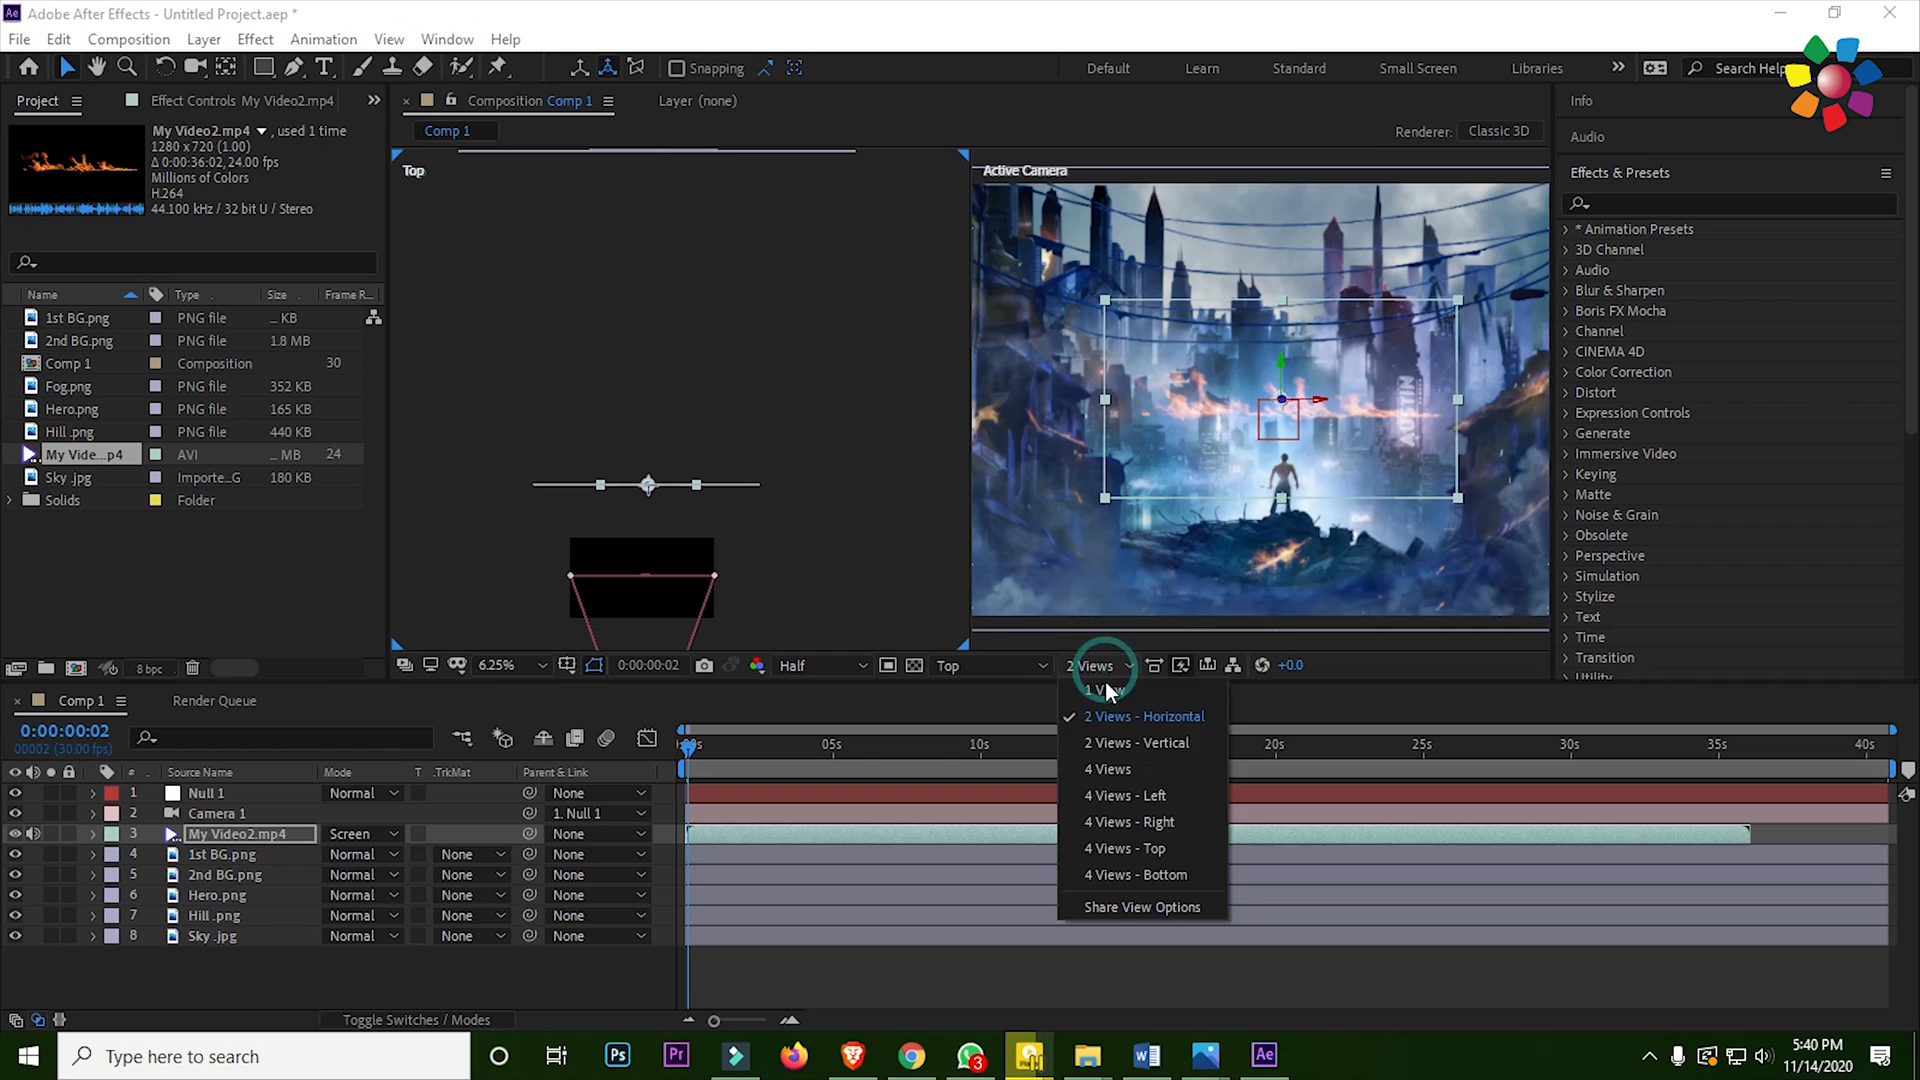 Adobe After Effects - Untitled Project.aep *
File Edit Composition Layer Effect Animation View Window Help
Snapping
Default Learn Standard Small Screen Libraries Search Help
Project Effect Controls My Video2.mp4
Composition Comp 1 Layer (none)
Comp 1
Renderer: Classic 3D
My Video2.mp4 , used 1 time
1280 x 720 (1.00)
Δ 0:00:36:02, 24.00 fps
Millions of Colors
H.264
44.100 kHz / 32 bit U / Stereo
Name Type Size Frame R...
1st BG.png PNG file ... KB
2nd BG.png PNG file 1.8 MB
Comp 1 Composition 30
Fog.png PNG file 352 KB
Hero.png PNG file 165 KB
Hill .png PNG file 440 KB
My Vide...p4 AVI ... MB 24
Sky .jpg Importe...G 180 KB
Solids Folder
8 bpc
Top
Active Camera
AUSTIN
6.25% 0:00:00:02 Half Top 2 Views +0.0
1 View
2 Views - Horizontal
2 Views - Vertical
4 Views
4 Views - Left
4 Views - Right
4 Views - Top
4 Views - Bottom
Share View Options
Info
Audio
Effects & Presets
* Animation Presets
3D Channel
Audio
Blur & Sharpen
Boris FX Mocha
Channel
CINEMA 4D
Color Correction
Distort
Expression Controls
Generate
Immersive Video
Keying
Matte
Noise & Grain
Obsolete
Perspective
Simulation
Stylize
Text
Time
Transition
Utility
Comp 1 Render Queue
0:00:00:02
00002 (30.00 fps)
05s 10s 20s 25s 30s 35s 40s
# Source Name Mode T .TrkMat Parent & Link
1 Null 1 Normal None
2 Camera 1 1. Null 1
3 My Video2.mp4 Screen None
4 1st BG.png Normal None None
5 2nd BG.png Normal None None
6 Hero.png Normal None None
7 Hill .png Normal None None
8 Sky .jpg Normal None None
Toggle Switches / Modes
Type here to search
Ps Pr 3 W Ae
5:40 PM
11/14/2020